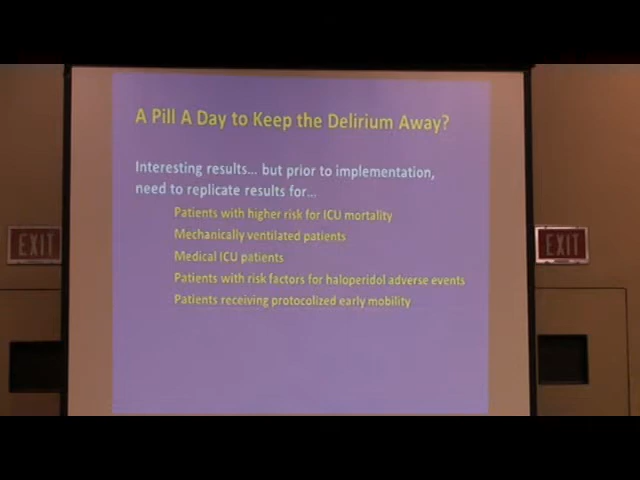 A Pill A Day to Keep the Delirium Away?
Interesting results... but prior to implementation,
need to replicate results for...
Patients with higher risk for ICU mortality
Mechanically ventilated patients
Medical ICU patients
Patients with risk factors for haloperidol adverse events
Patients receiving protocolized early mobility
EXIT
EXIT